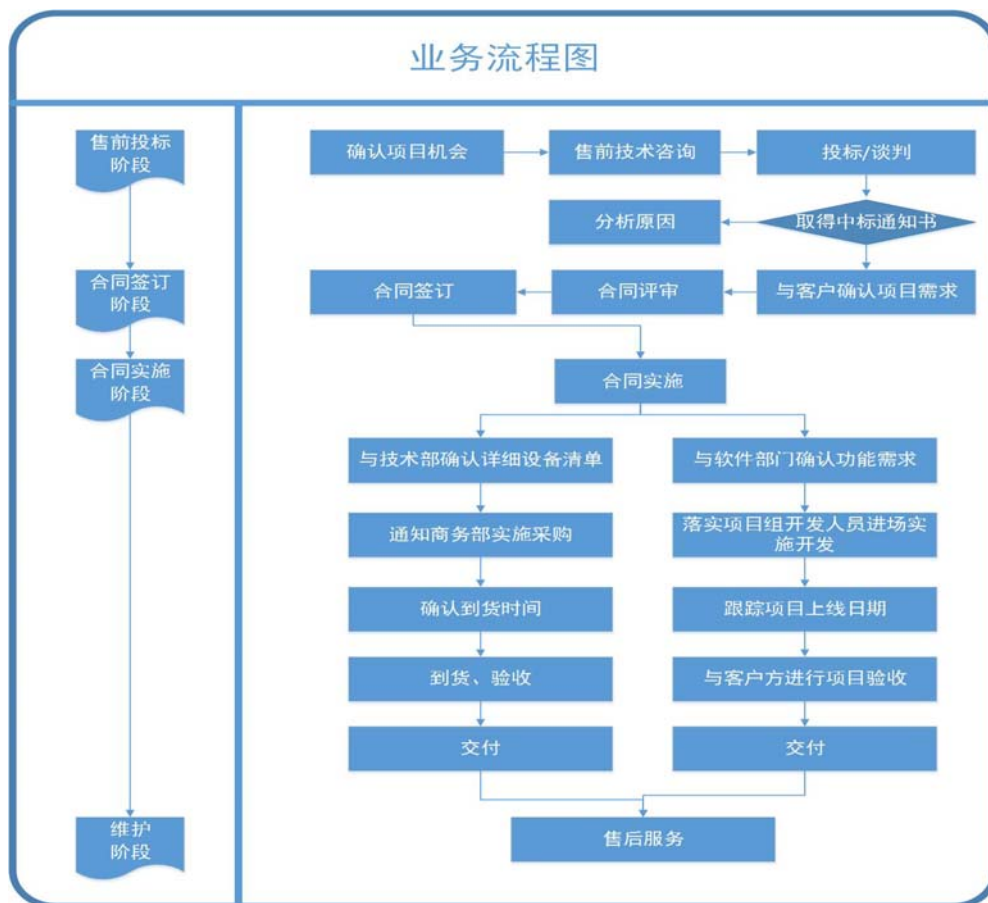 业务流程图
售前投标
阶段
确认项目机会
售前技术咨询
投标/谈判
分析原因
取得中标通知书
合同签订
阶段
合同签订
合同评审
与客户确认项目需求
合同实施
阶段
合同实施
与技术部确认详细设备清单
与软件部门确认功能需求
通知商务部实施采购
落实项目组开发人员进场实
施开发
确认到货时间
跟踪项目上线日期
到货、验收
与客户方进行项目验收
交付
交付
维护
阶段
售后服务